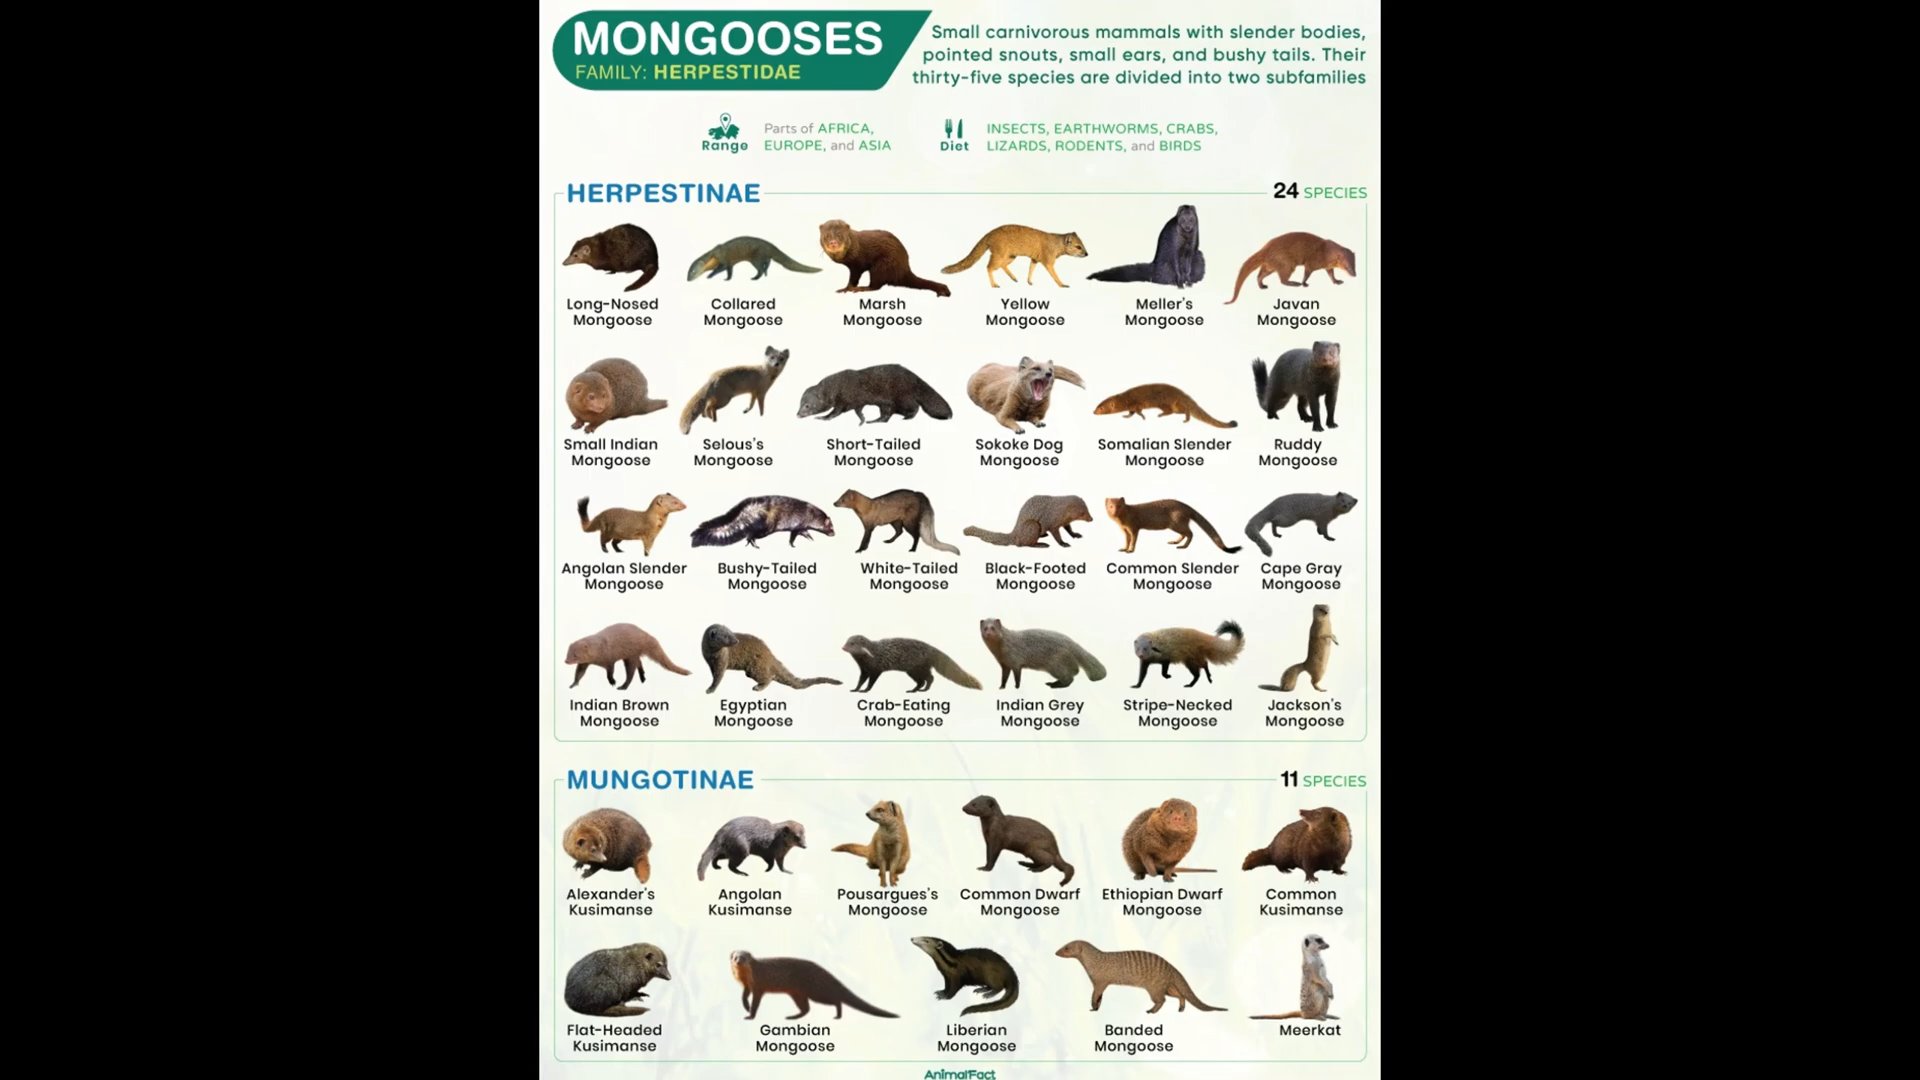 MONGOOSES
FAMILY: HERPESTIDAE
Small carnivorous mammals with slender bodies,
pointed snouts, small ears, and bushy tails. Their
thirty-five species are divided into two subfamilies
Range
Parts of AFRICA,
EUROPE, and ASIA
Diet
INSECTS, EARTHWORMS, CRABS,
LIZARDS, RODENTS, and BIRDS
HERPESTINAE
24 SPECIES
Long-Nosed
Mongoose
Collared
Mongoose
Marsh
Mongoose
Yellow
Mongoose
Meller's
Mongoose
Javan
Mongoose
Small Indian
Mongoose
Selous's
Mongoose
Short-Tailed
Mongoose
Sokoke Dog
Mongoose
Somalian Slender
Mongoose
Ruddy
Mongoose
Angolan Slender
Mongoose
Bushy-Tailed
Mongoose
White-Tailed
Mongoose
Black-Footed
Mongoose
Common Slender
Mongoose
Cape Gray
Mongoose
Indian Brown
Mongoose
Egyptian
Mongoose
Crab-Eating
Mongoose
Indian Grey
Mongoose
Stripe-Necked
Mongoose
Jackson's
Mongoose
MUNGOTINAE
11 SPECIES
Alexander's
Kusimanse
Angolan
Kusimanse
Pousargues's
Mongoose
Common Dwarf
Mongoose
Ethiopian Dwarf
Mongoose
Common
Kusimanse
Flat-Headed
Kusimanse
Gambian
Mongoose
Liberian
Mongoose
Banded
Mongoose
Meerkat
AnimalFact